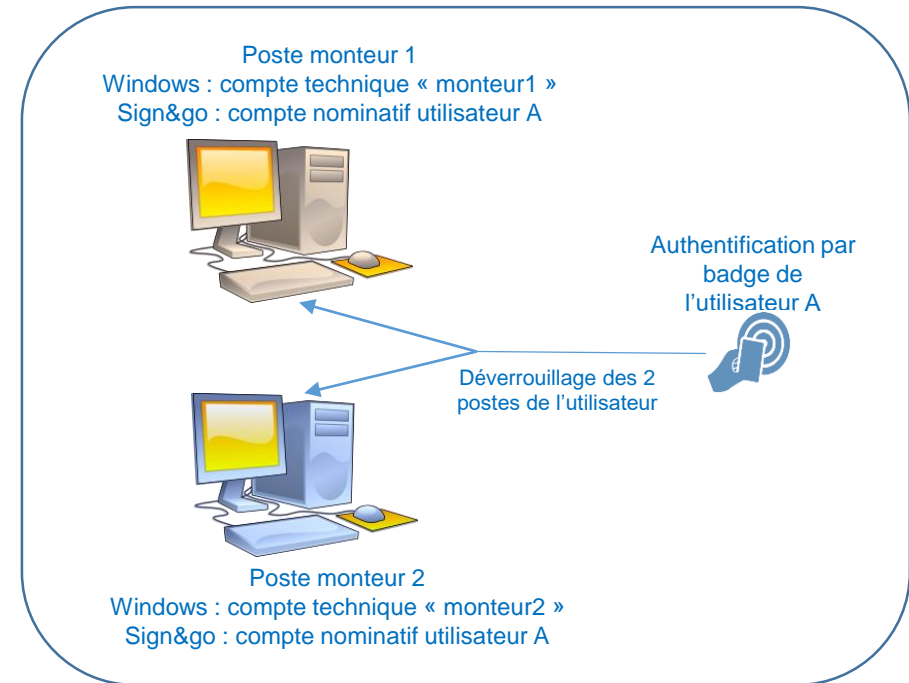 Poste monteur 1
Windows : compte technique « monteur1 »
Sign&go : compte nominatif utilisateur A
Authentification par
badge de
l’utilisateur A
Déverrouillage des 2
postes de l’utilisateur
Poste monteur 2
Windows : compte technique « monteur2 »
Sign&go : compte nominatif utilisateur A